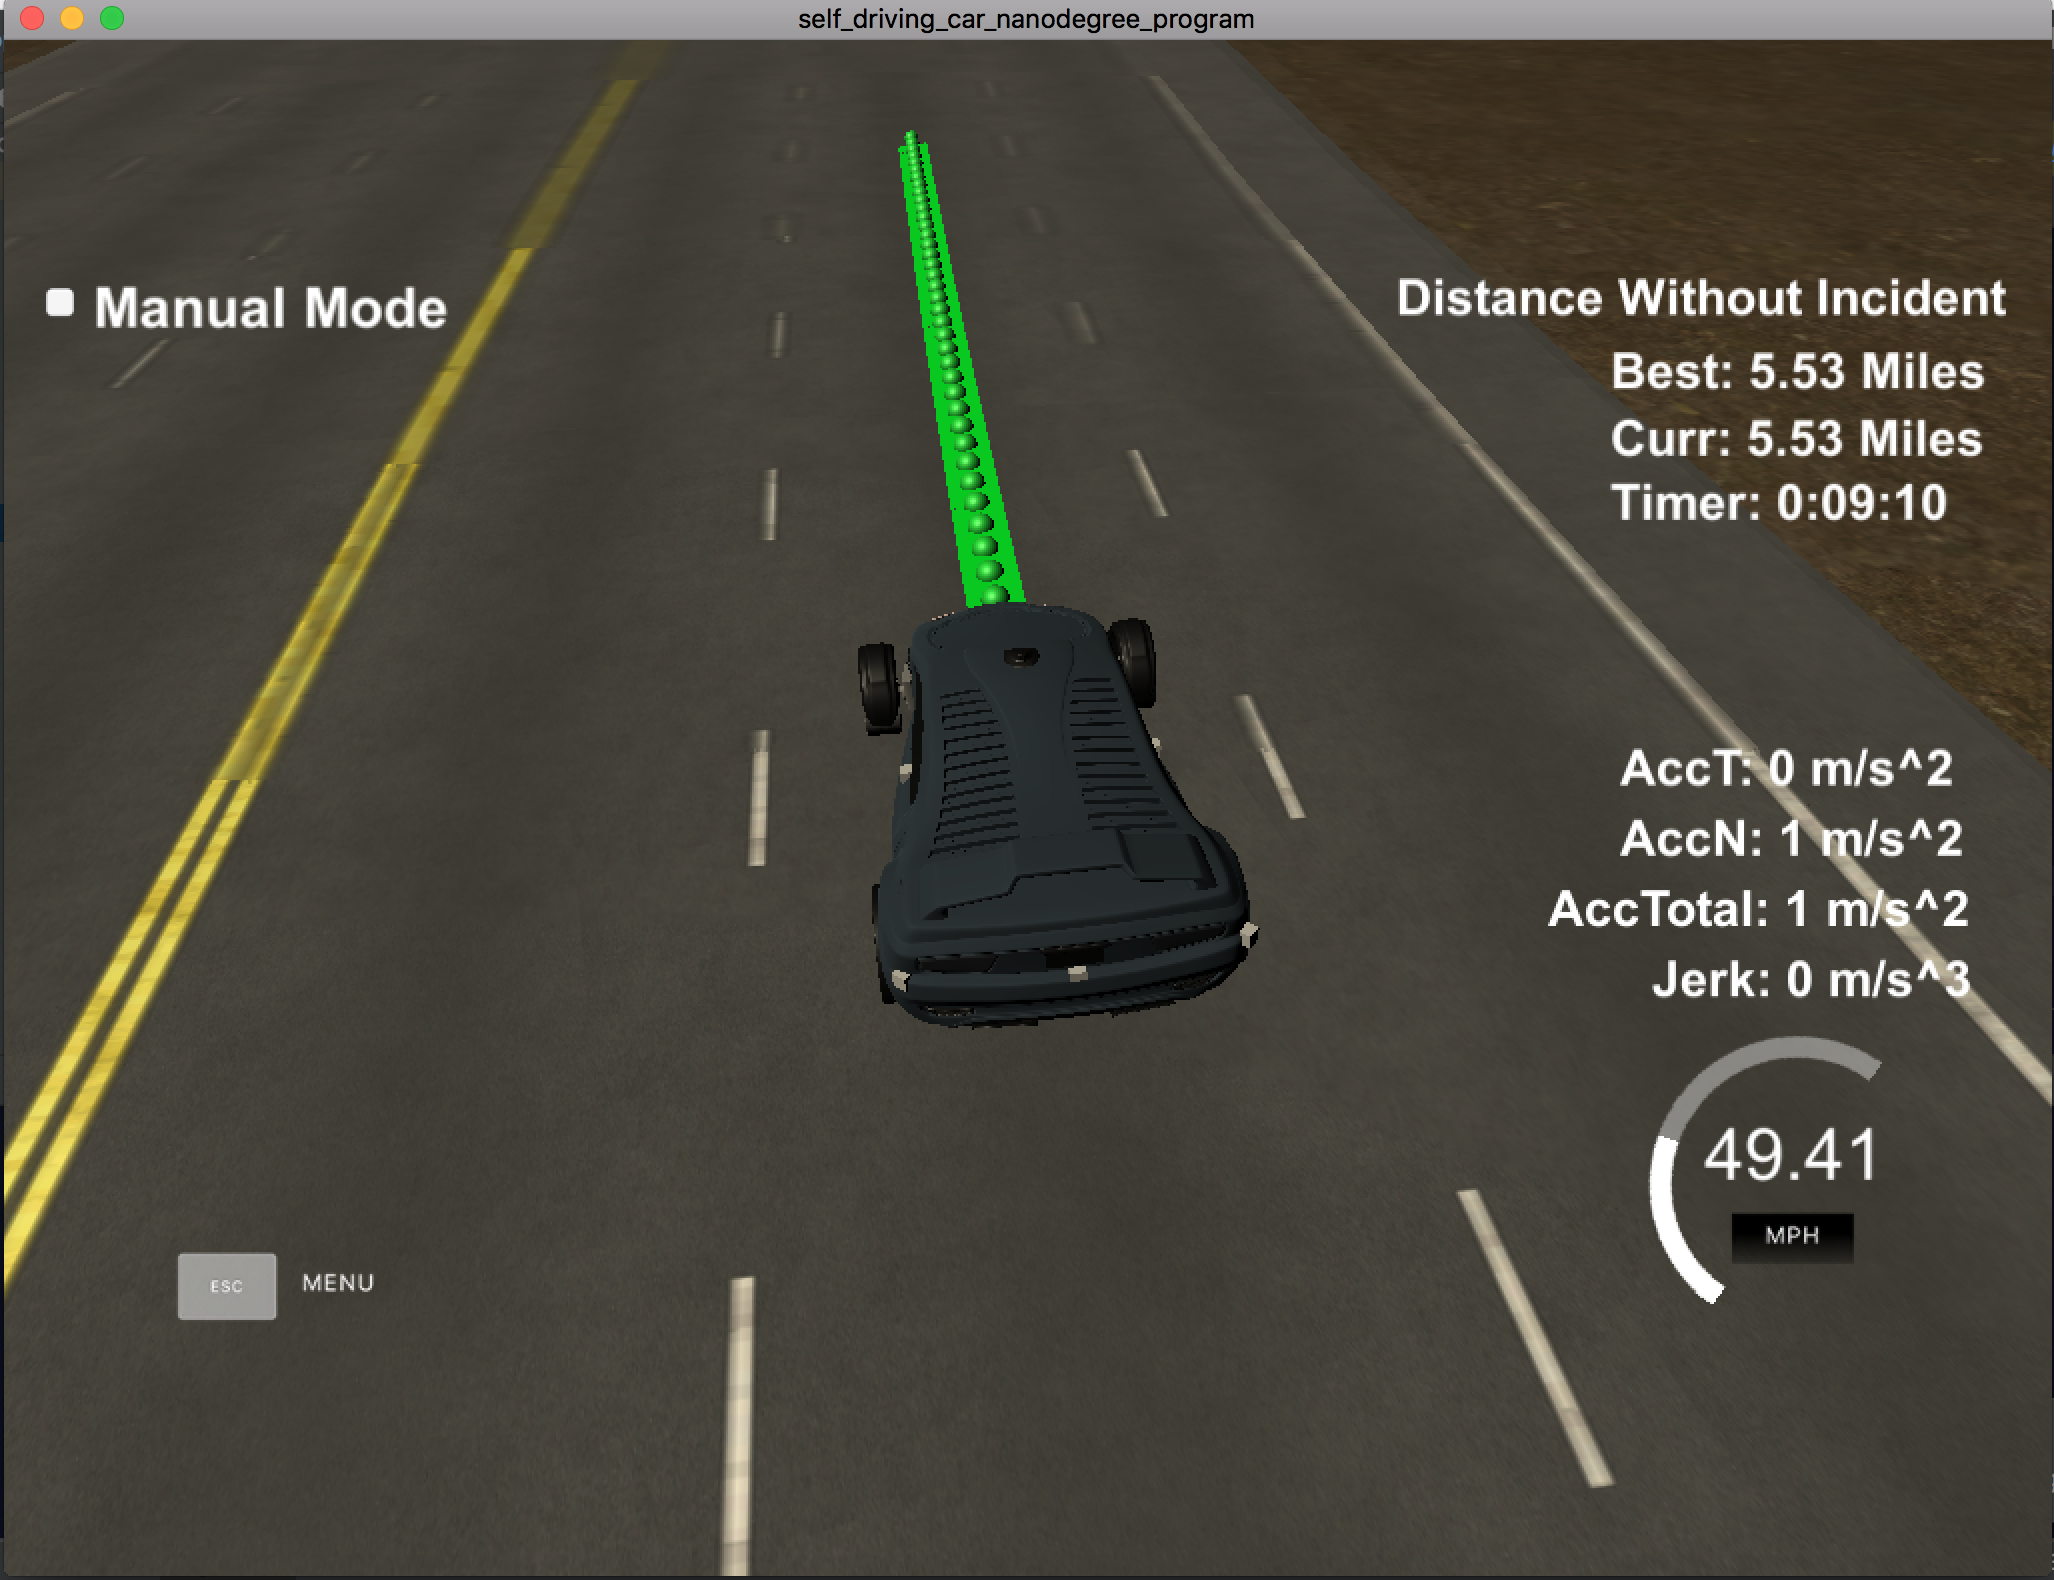 self_driving_car_nanodegree_program
Manual Mode
Distance Without Incident
Best: 5.53 Miles
Curr: 5.53 Miles
Timer: 0:09:10
AccT: 0 m/s^2
AccN: 1 m/s^2
AccTotal: 1 m/s^2
Jerk: 0 m/s^3
49.41
MPH
ESC MENU